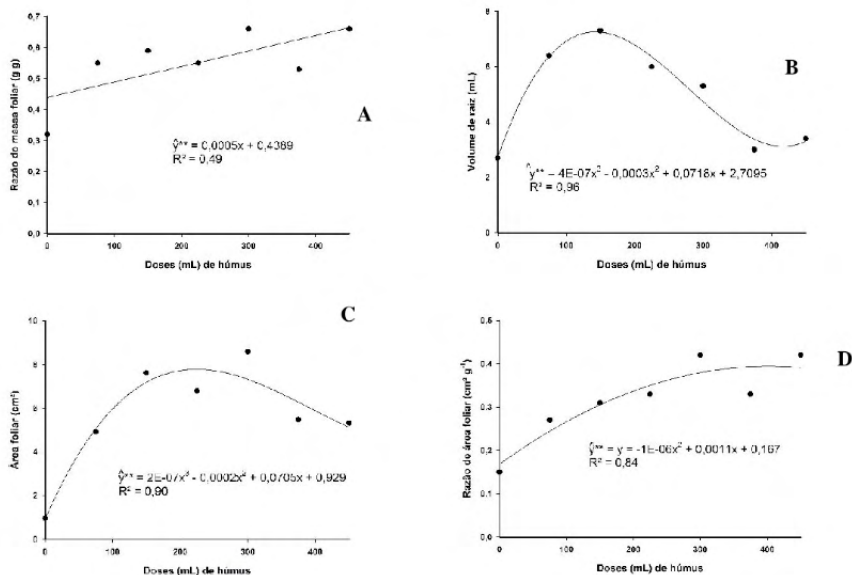 0,7
0,6
0,5
0,4
0,3
0,2
0,1
0,0
Razão de massa foliar (g g)
ŷ** = 0,0005x + 0,4389
R² = 0,49
A
0 100 200 300 400
Doses (mL) de húmus
8
6
4
2
0
Volume de raiz (mL)
B
ŷ** = 4E-07x³ - 0,0003x² + 0,0718x + 2,7095
R² = 0,96
0 100 200 300 400
Doses (mL) de húmus
C
10
8
6
4
2
0
Área foliar (cm²)
ŷ** = 2E-07x³ - 0,0002x² + 0,0705x + 0,929
R² = 0,90
0 100 200 300 400
Doses (mL) de húmus
D
0,5
0,4
0,3
0,2
0,1
0,0
Razão de área foliar (cm² g⁻¹)
ŷ** = y = -1E-06x² + 0,0011x + 0,167
R² = 0,84
0 100 200 300 400
Doses (mL) de húmus